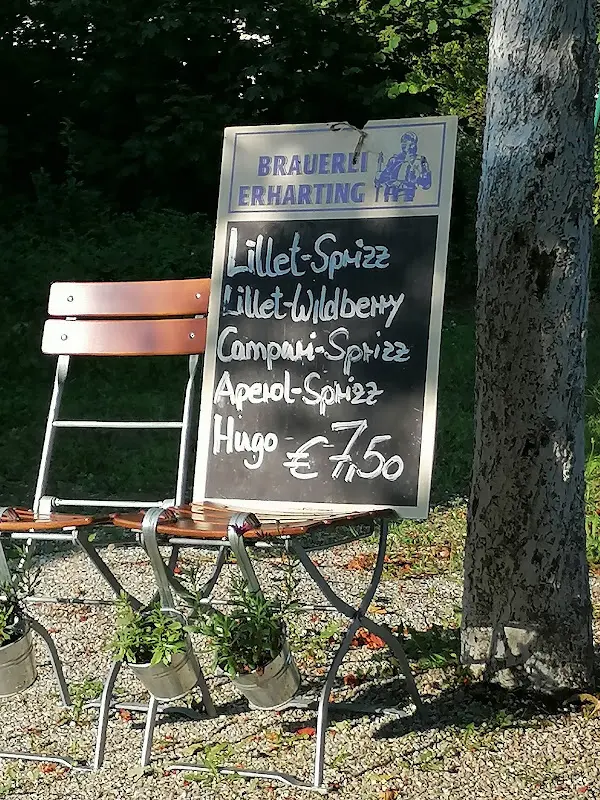 BRAUEREI
ERHARTING
Lillet-Sprizz
Lillet-Wildberry
Campari-Sprizz
Aperol-Sprizz
Hugo € 7,50